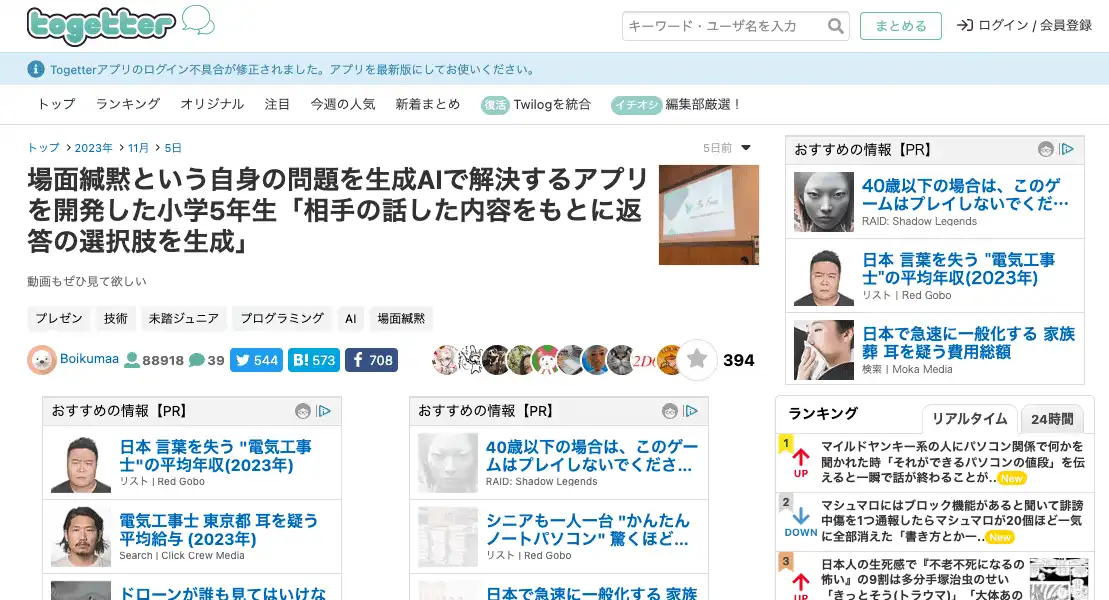 togetter
キーワード・ユーザ名を入力
まとめる
ログイン / 会員登録
Togetterアプリのログイン不具合が修正されました。アプリを最新版にしてお使いください。
トップ ランキング オリジナル 注目 今週の人気 新着まとめ 復活 Twilogを統合 イチオシ 編集部厳選！
トップ > 2023年 > 11月 > 5日
5日前
場面緘黙という自身の問題を生成AIで解決するアプリ
を開発した小学5年生「相手の話した内容をもとに返
答の選択肢を生成」
動画もぜひ見て欲しい
プレゼン 技術 未踏ジュニア プログラミング AI 場面緘黙
Boikumaa 88918 39 544 B! 573 f 708
394
おすすめの情報【PR】
日本 言葉を失う "電気工事
士"の平均年収(2023年)
リスト | Red Gobo
電気工事士 東京都 耳を疑う
平均給与 (2023年)
Search | Click Crew Media
ドローンが誰も見てはいけな
おすすめの情報【PR】
40歳以下の場合は、このゲー
ムはプレイしないでくださ...
RAID: Shadow Legends
シニアも一人一台 "かんたん
ノートパソコン" 驚くほど...
リスト | Red Gobo
日本で急速に一般化する 家族
おすすめの情報【PR】
40歳以下の場合は、このゲ
ームはプレイしないでくだ…
RAID: Shadow Legends
日本 言葉を失う "電気工事
士"の平均年収(2023年)
リスト | Red Gobo
日本で急速に一般化する 家族
葬 耳を疑う費用総額
検索 | Moka Media
ランキング
リアルタイム
24時間
1
UP
マイルドヤンキー系の人にパソコン関係で何かを
聞かれた時「それができるパソコンの値段」を伝
えると一瞬で話が終わることが.. New
2
DOWN
マシュマロにはブロック機能があると聞いて誹謗
中傷を1つ通報したらマシュマロが20個ほど一気
に全部消えた「書き方とか一.. New
3
UP
日本人の生死感で『不老不死になるの
怖い』の9割は多分手塚治虫のせい
「きっとそう(トラウマ)」「大体あの